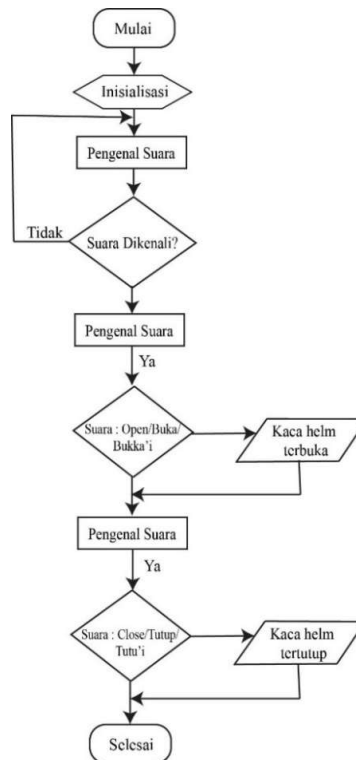 Mulai
Inisialisasi
Pengenal Suara
Tidak
Suara Dikenali?
Pengenal Suara
Ya
Suara : Open/Buka/
Bukka'i
Kaca helm
terbuka
Pengenal Suara
Ya
Suara : Close/Tutup/
Tutu'i
Kaca helm
tertutup
Selesai